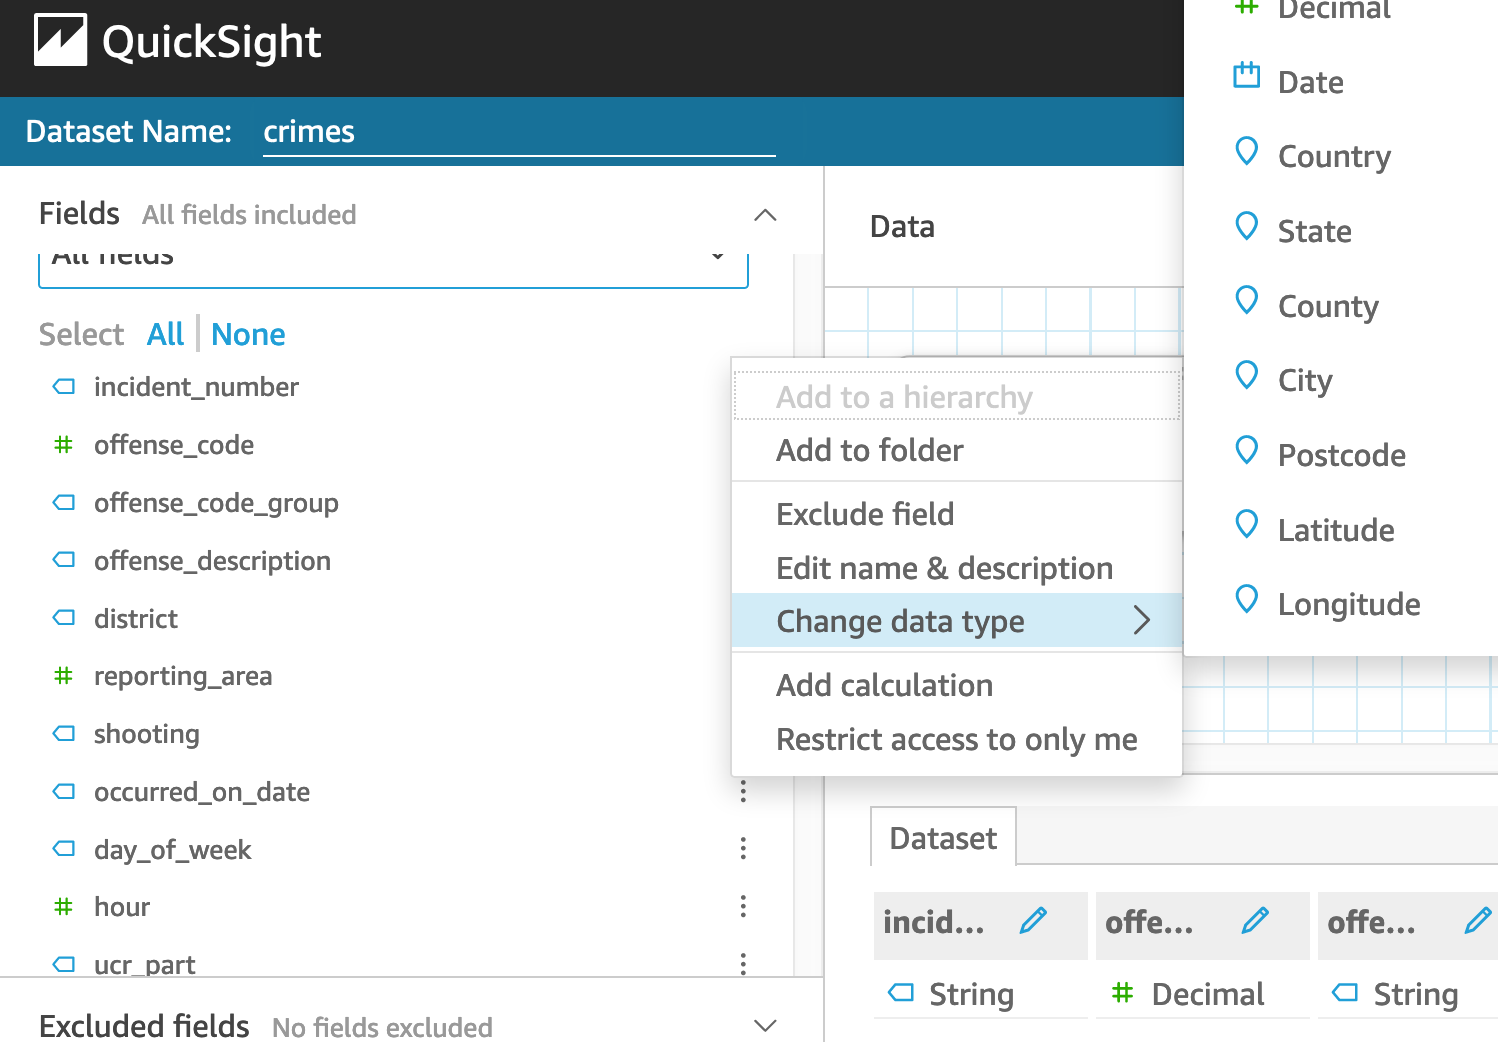 QuickSight
Dataset Name: crimes
Fields All fields included
All fields
Select All None
incident_number
offense_code
offense_code_group
offense_description
district
reporting_area
shooting
occurred_on_date
day_of_week
hour
ucr_part
Excluded fields No fields excluded
Data
Add to a hierarchy
Add to folder
Exclude field
Edit name & description
Change data type
Add calculation
Restrict access to only me
Decimal
Date
Country
State
County
City
Postcode
Latitude
Longitude
Dataset
incid... offe... offe...
String Decimal String